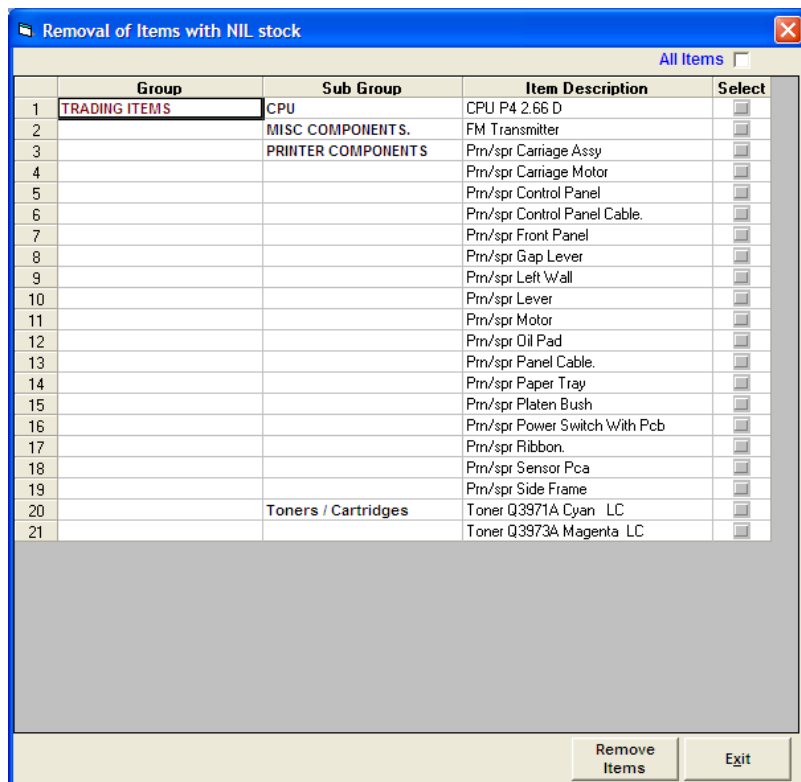 Removal of Items with NIL stock
All Items
Group Sub Group Item Description Select
1 TRADING ITEMS CPU CPU P4 2.66 D
2 MISC COMPONENTS. FM Transmitter
3 PRINTER COMPONENTS Prn/spr Carriage Assy
4 Prn/spr Carriage Motor
5 Prn/spr Control Panel
6 Prn/spr Control Panel Cable.
7 Prn/spr Front Panel
8 Prn/spr Gap Lever
9 Prn/spr Left Wall
10 Prn/spr Lever
11 Prn/spr Motor
12 Prn/spr Oil Pad
13 Prn/spr Panel Cable.
14 Prn/spr Paper Tray
15 Prn/spr Platen Bush
16 Prn/spr Power Switch With Pcb
17 Prn/spr Ribbon.
18 Prn/spr Sensor Pca
19 Prn/spr Side Frame
20 Toners / Cartridges Toner Q3971A Cyan LC
21 Toner Q3973A Magenta LC
Remove
Items
Exit